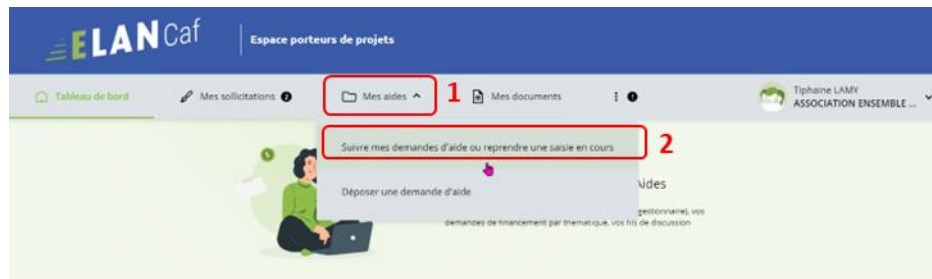 ELAN Caf
Espace porteurs de projets
Tableau de bord
Mes sollicitations 2
Mes aides
1
Mes documents
Tiphaine LAMY
ASSOCIATION ENSEMBLE ...
Suivre mes demandes d'aide ou reprendre une saisie en cours
2
Déposer une demande d'aide
Aides
gestionnaire), vos
demandes de financement par thématique, vos fils de discussion